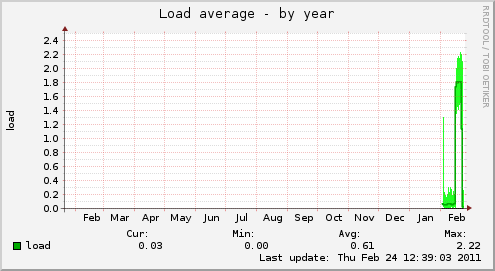 Load average - by year
RRDTOOL / TOBI OETIKER
load
2.4
2.2
2.0
1.8
1.6
1.4
1.2
1.0
0.8
0.6
0.4
0.2
0.0
Feb Mar Apr May Jun Jul Aug Sep Oct Nov Dec Jan Feb
Cur: Min: Avg: Max:
load 0.03 0.00 0.61 2.22
Last update: Thu Feb 24 12:39:03 2011